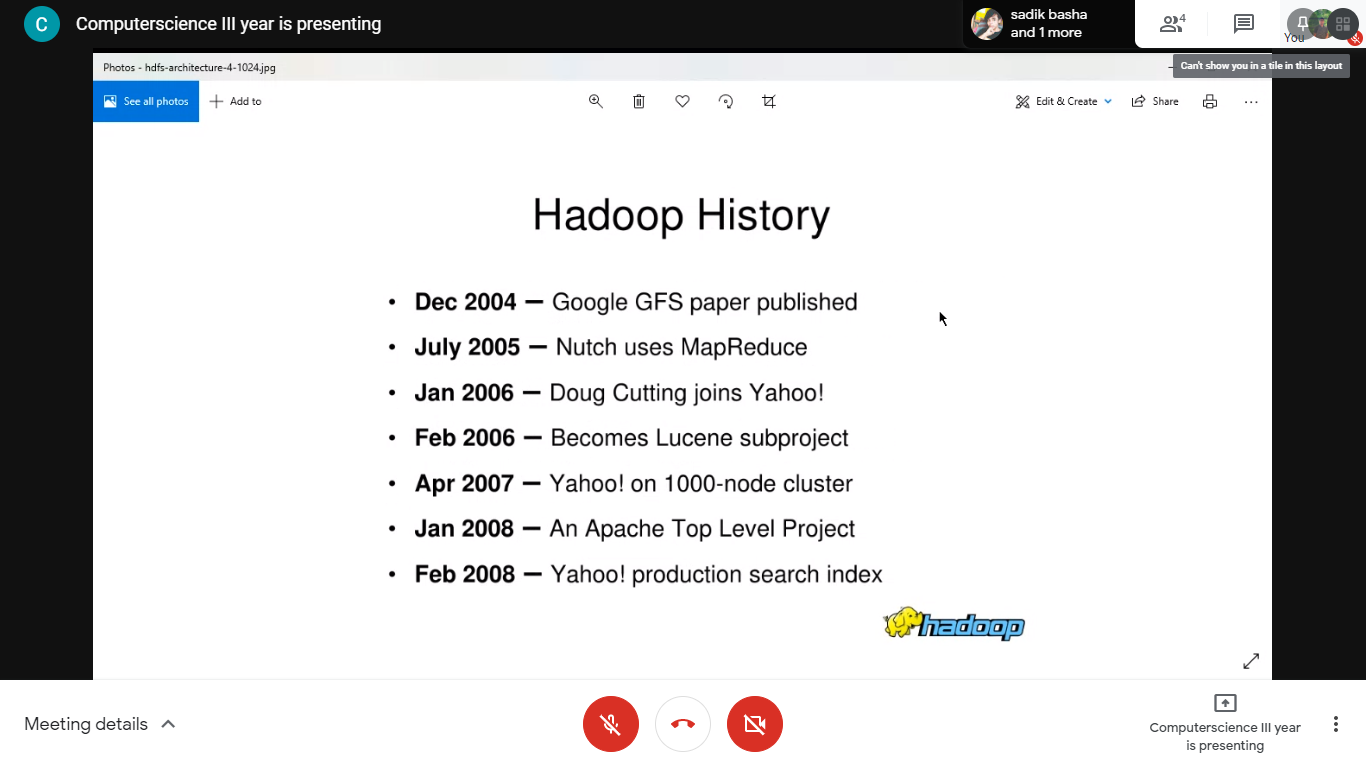 C
Computerscience III year is presenting
sadik basha
and 1 more
4
You
Can't show you in a tile in this layout
Photos - hdfs-architecture-4-1024.jpg
See all photos
Add to
Edit & Create
Share
Hadoop History
• Dec 2004 — Google GFS paper published
• July 2005 — Nutch uses MapReduce
• Jan 2006 — Doug Cutting joins Yahoo!
• Feb 2006 — Becomes Lucene subproject
• Apr 2007 — Yahoo! on 1000-node cluster
• Jan 2008 — An Apache Top Level Project
• Feb 2008 — Yahoo! production search index
hadoop
Meeting details
Computerscience III year
is presenting